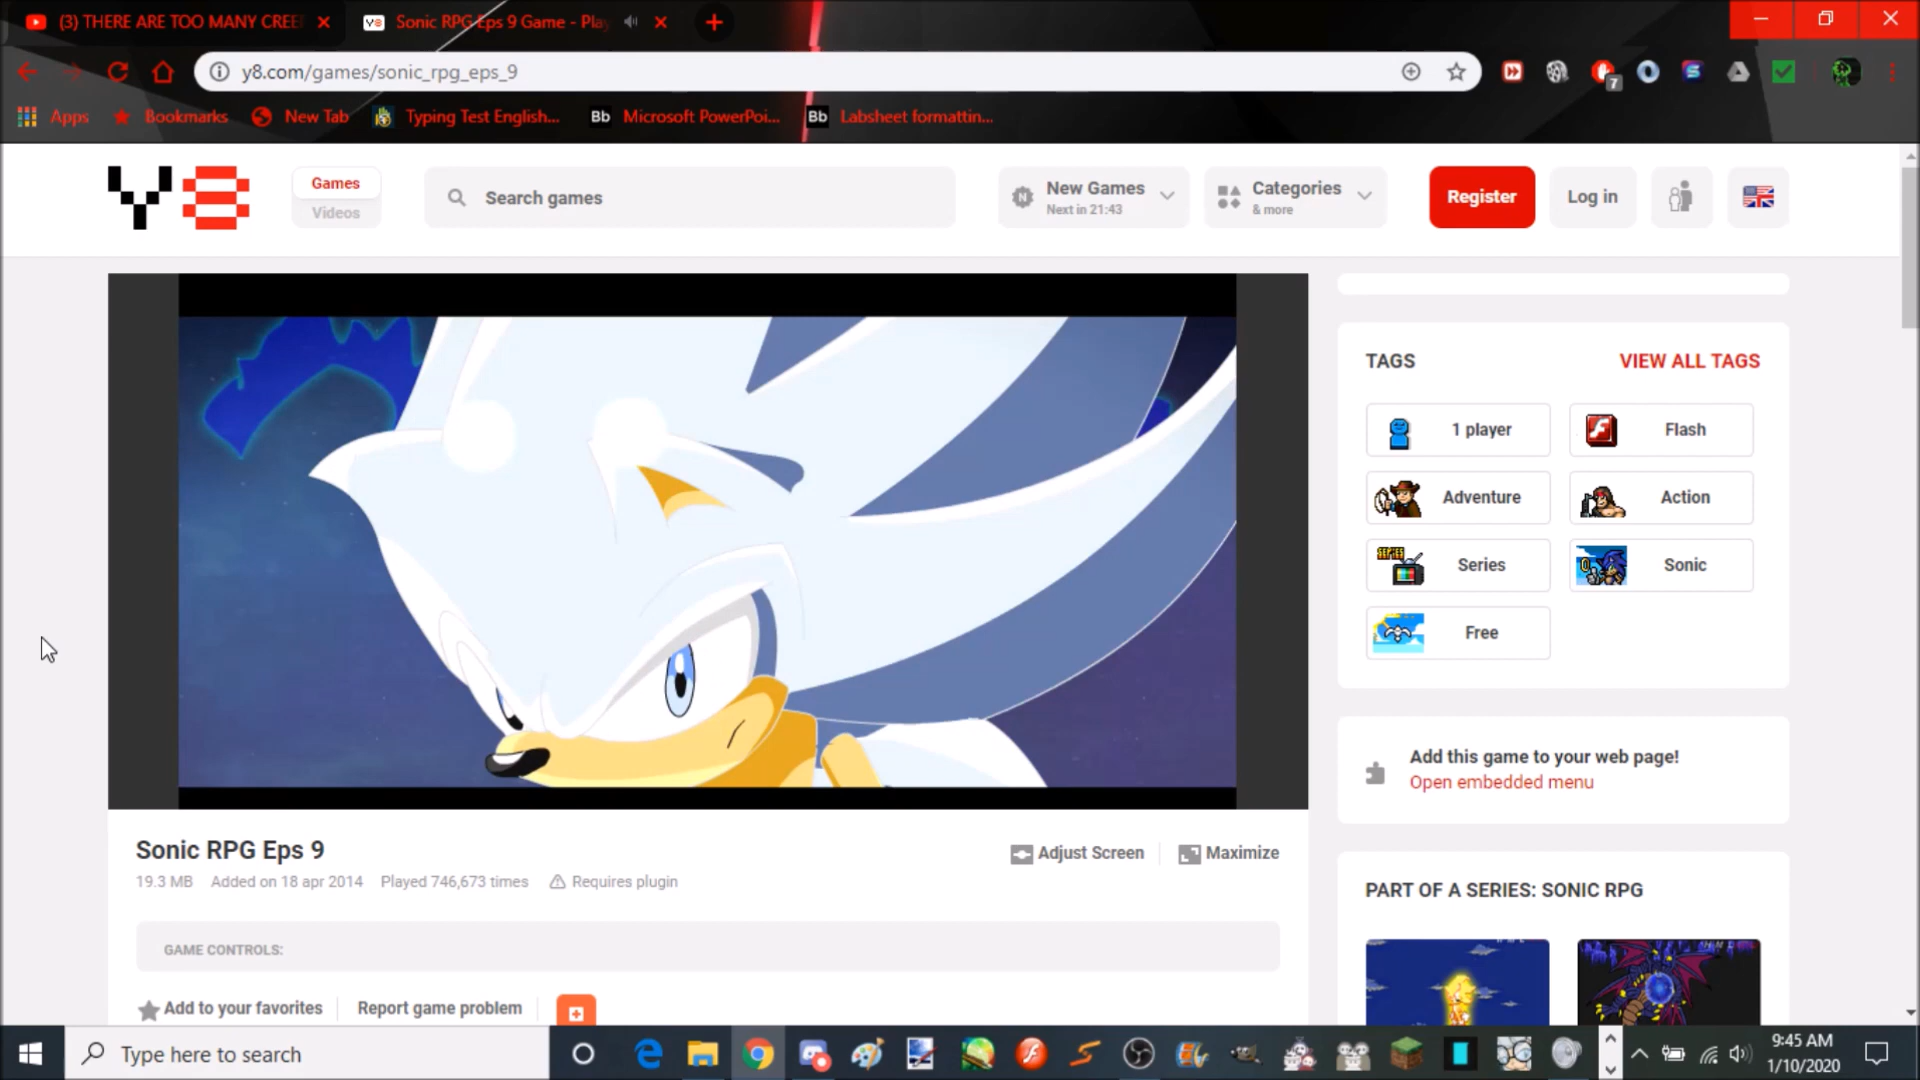 (3) THERE ARE TOO MANY CREEP
Sonic RPG Eps 9 Game - Play
y8.com/games/sonic_rpg_eps_9
7
Apps
Bookmarks
New Tab
Typing Test English...
Bb Microsoft PowerPoi...
Bb Labsheet formattin...
Y8
Games
Videos
Search games
New Games
Next in 21:43
Categories
& more
Register
Log in
TAGS
VIEW ALL TAGS
1 player
Flash
Adventure
Action
Series
Sonic
Free
Add this game to your web page!
Open embedded menu
Sonic RPG Eps 9
Adjust Screen
Maximize
19.3 MB Added on 18 apr 2014 Played 746,673 times Requires plugin
PART OF A SERIES: SONIC RPG
GAME CONTROLS:
Add to your favorites
Report game problem
Type here to search
9:45 AM
1/10/2020